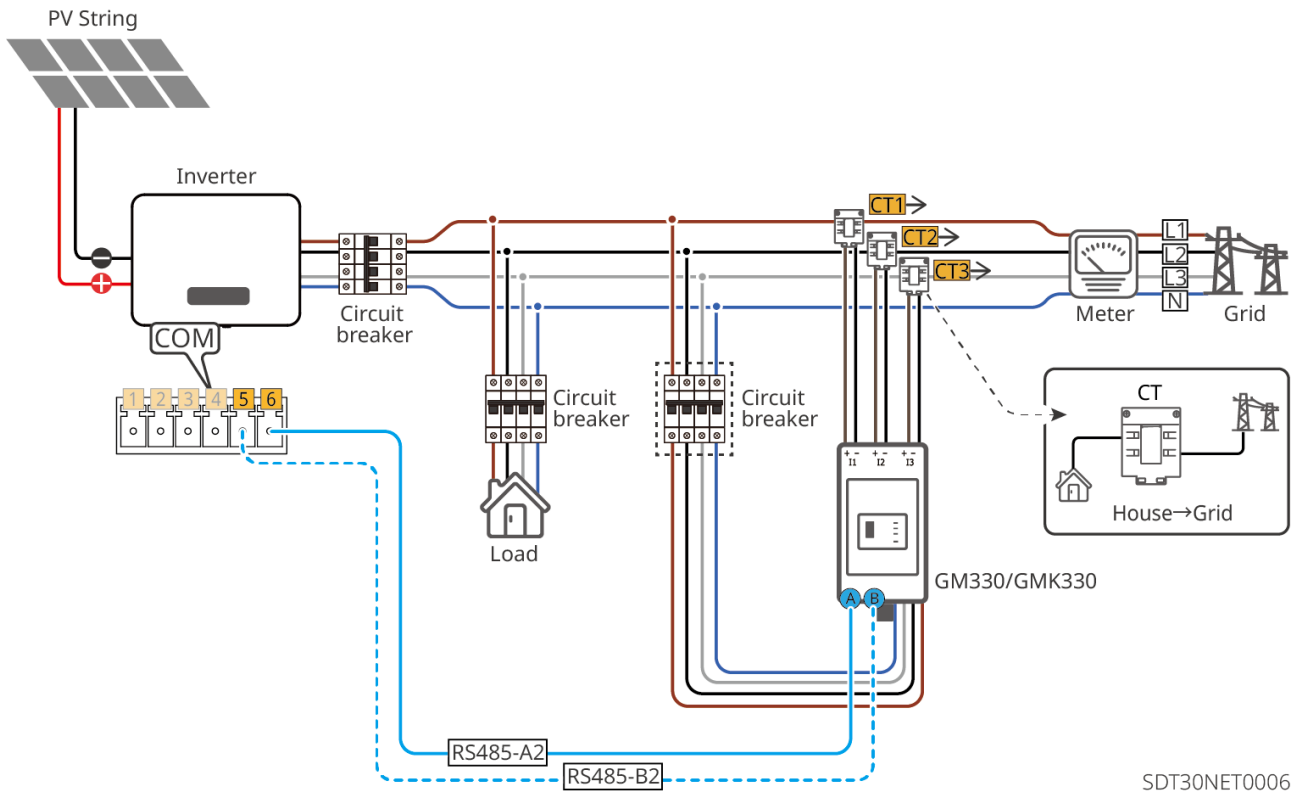 PV String
Inverter
CT1
CT2
CT3
L1
L2
L3
N
Circuit
breaker
Meter
Grid
COM
1 2 3 4 5 6
Circuit
breaker
Circuit
breaker
CT
+ - + - + -
I1 I2 I3
House→Grid
Load
GM330/GMK330
A B
RS485-A2
RS485-B2
SDT30NET0006